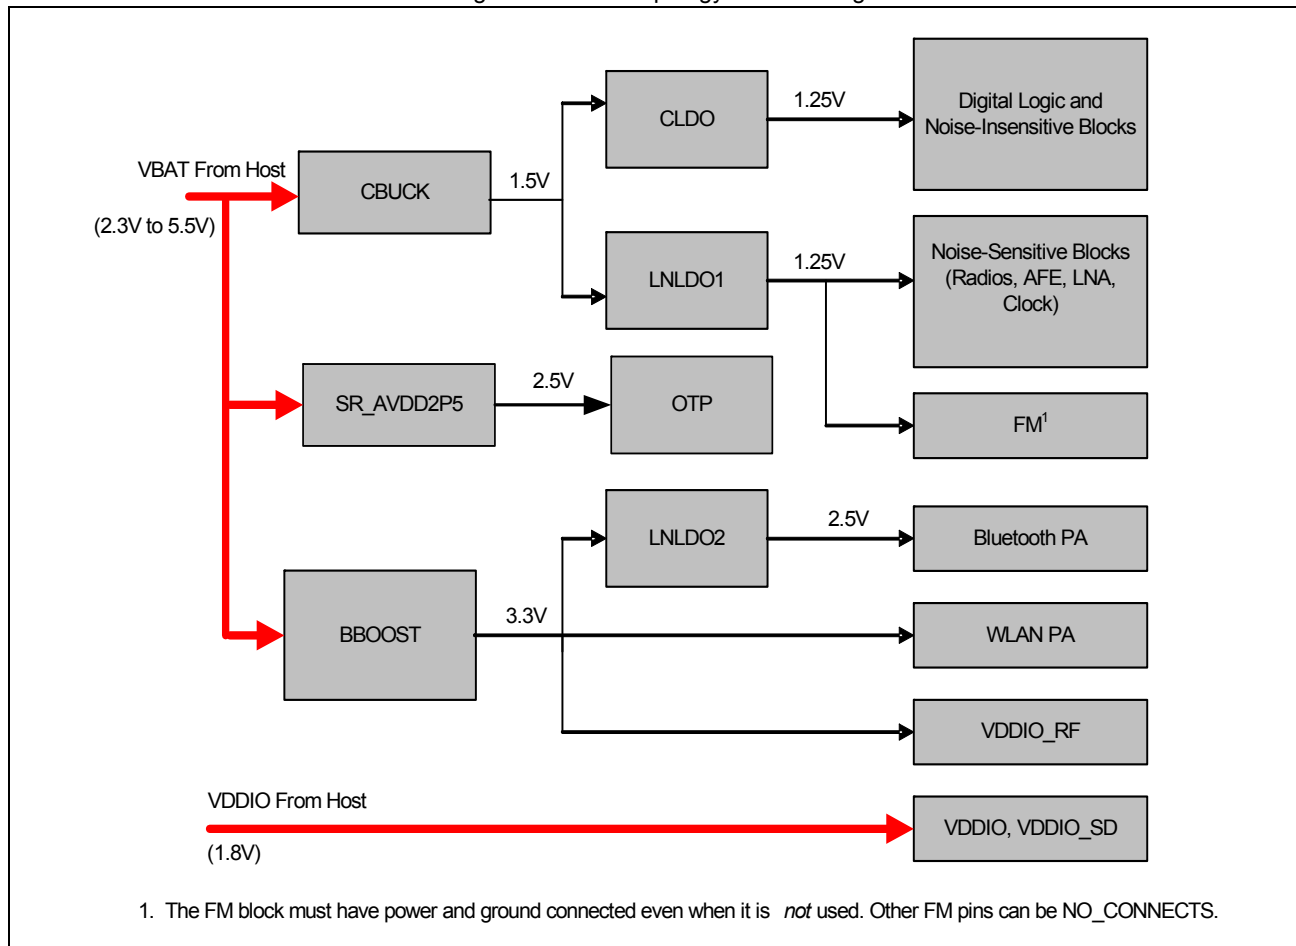 CLDO
1.25V
Digital Logic and
Noise-Insensitive Blocks
VBAT From Host
(2.3V to 5.5V)
CBUCK
1.5V
LNLDO1
1.25V
Noise-Sensitive Blocks
(Radios, AFE, LNA,
Clock)
SR_AVDD2P5
2.5V
OTP
FM1
LNLDO2
2.5V
Bluetooth PA
BBOOST
3.3V
WLAN PA
VDDIO_RF
VDDIO From Host
(1.8V)
VDDIO, VDDIO_SD
1. The FM block must have power and ground connected even when it is not used. Other FM pins can be NO_CONNECTS.